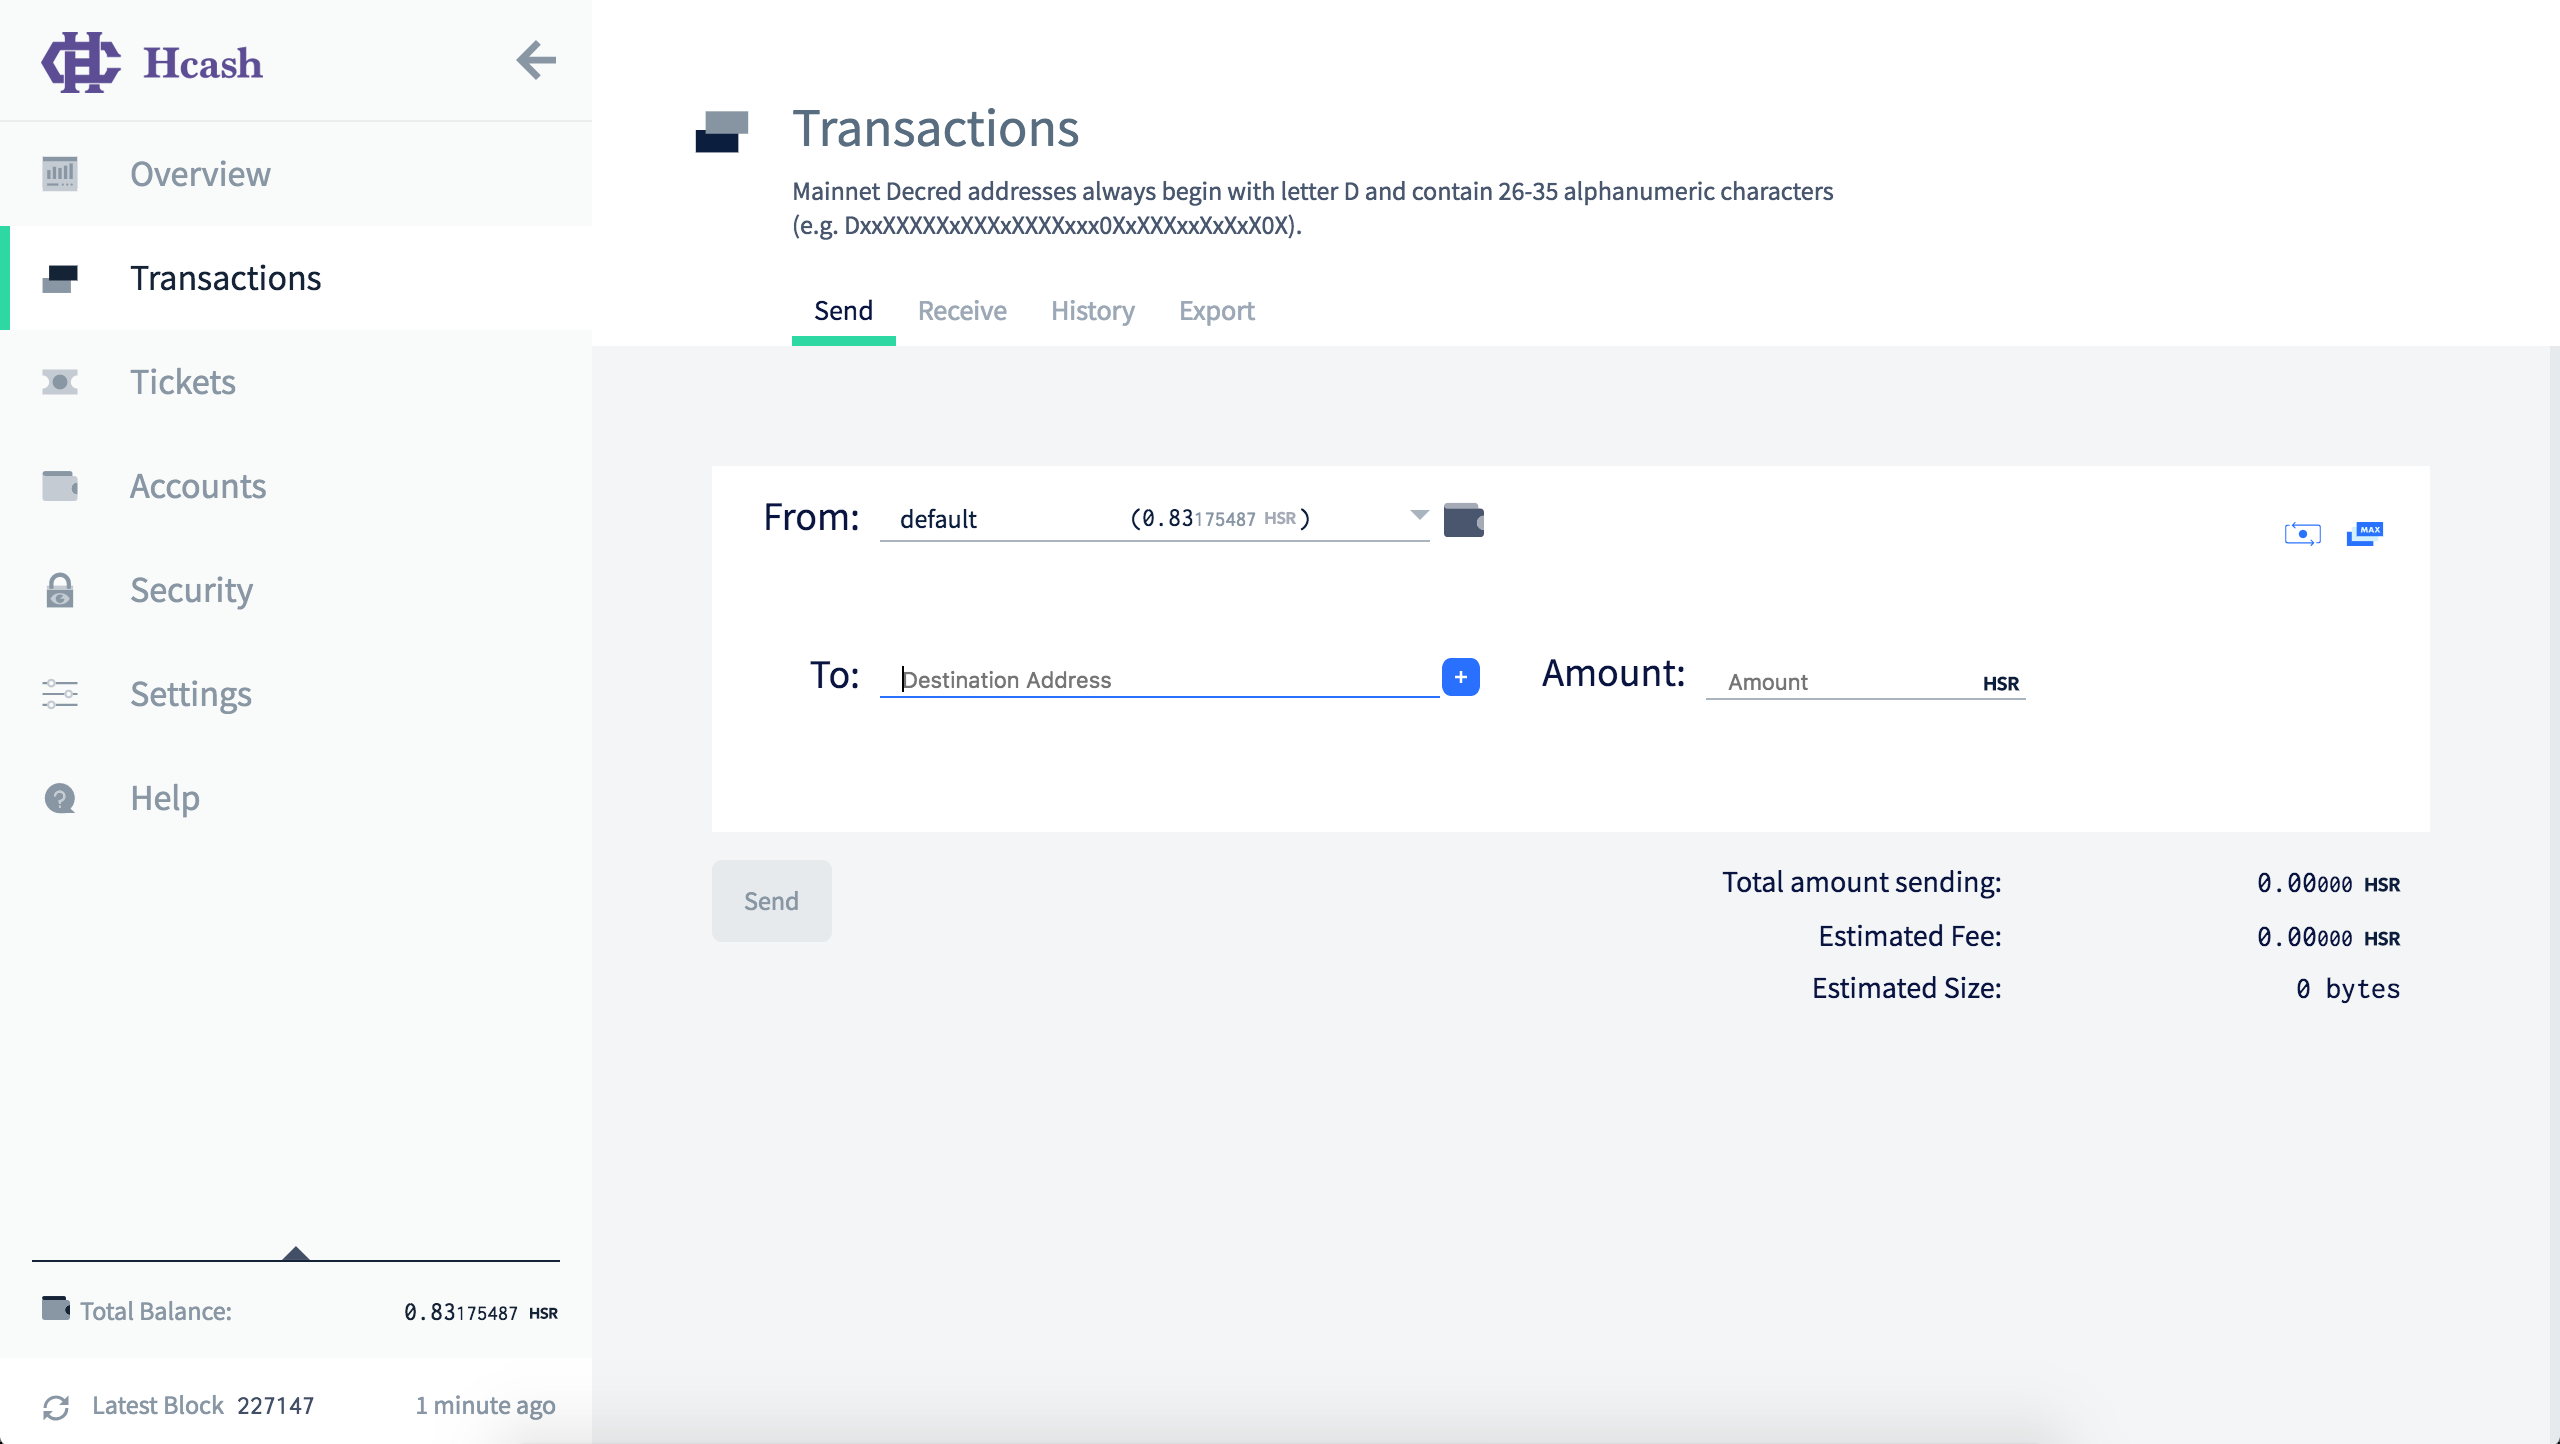 Hcash
Overview
Transactions
Tickets
Accounts
Security
Settings
Help
Total Balance: 0.83175487 HSR
Latest Block 227147 1 minute ago
Transactions
Mainnet Decred addresses always begin with letter D and contain 26-35 alphanumeric characters
(e.g. DxxXXXXXxXXXxXXXXxxx0XxXXXxxXxXxX0X).
Send Receive History Export
From: default (0.83175487 HSR)
MAX
To: Destination Address + Amount: Amount HSR
Send
Total amount sending: 0.00000 HSR
Estimated Fee: 0.00000 HSR
Estimated Size: 0 bytes